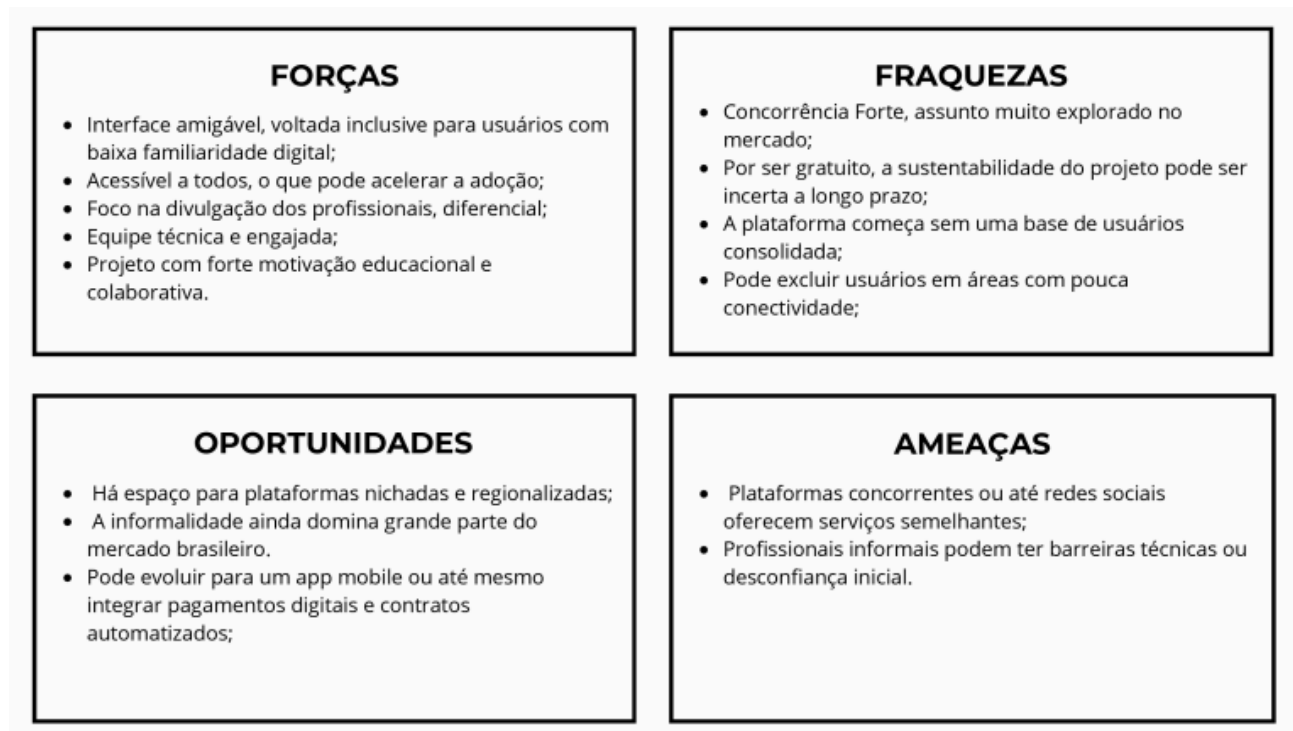 FORÇAS
• Interface amigável, voltada inclusive para usuários com
baixa familiaridade digital;
• Acessível a todos, o que pode acelerar a adoção;
• Foco na divulgação dos profissionais, diferencial;
• Equipe técnica e engajada;
• Projeto com forte motivação educacional e
colaborativa.
FRAQUEZAS
• Concorrência Forte, assunto muito explorado no
mercado;
• Por ser gratuito, a sustentabilidade do projeto pode ser
incerta a longo prazo;
• A plataforma começa sem uma base de usuários
consolidada;
• Pode excluir usuários em áreas com pouca
conectividade;
OPORTUNIDADES
• Há espaço para plataformas nichadas e regionalizadas;
• A informalidade ainda domina grande parte do
mercado brasileiro.
• Pode evoluir para um app mobile ou até mesmo
integrar pagamentos digitais e contratos
automatizados;
AMEAÇAS
• Plataformas concorrentes ou até redes sociais
oferecem serviços semelhantes;
• Profissionais informais podem ter barreiras técnicas ou
desconfiança inicial.